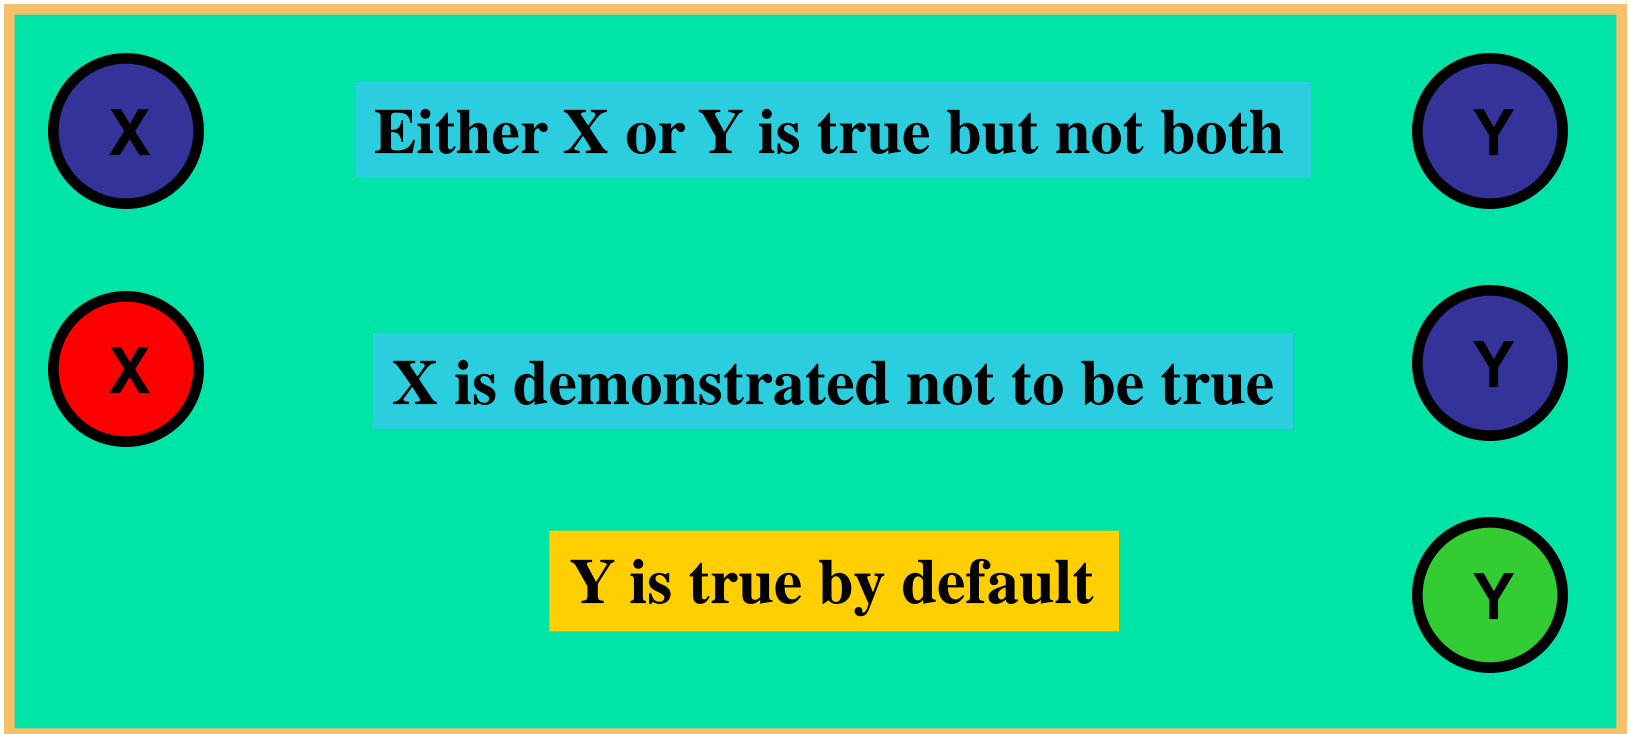 X
Either X or Y is true but not both
Y
X
X is demonstrated not to be true
Y
Y is true by default
Y